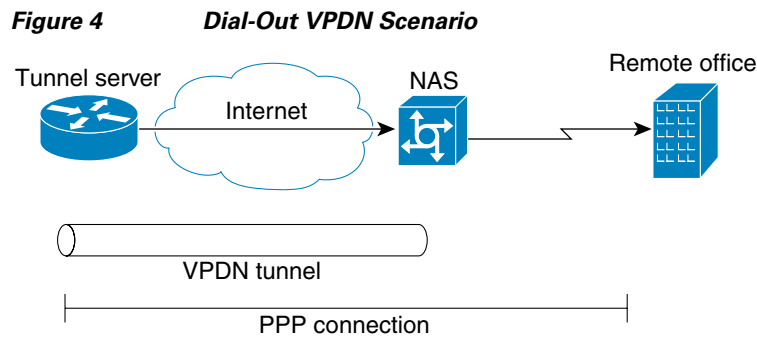 Figure 4 Dial-Out VPDN Scenario
Tunnel server
Internet
NAS
Remote office
VPDN tunnel
PPP connection